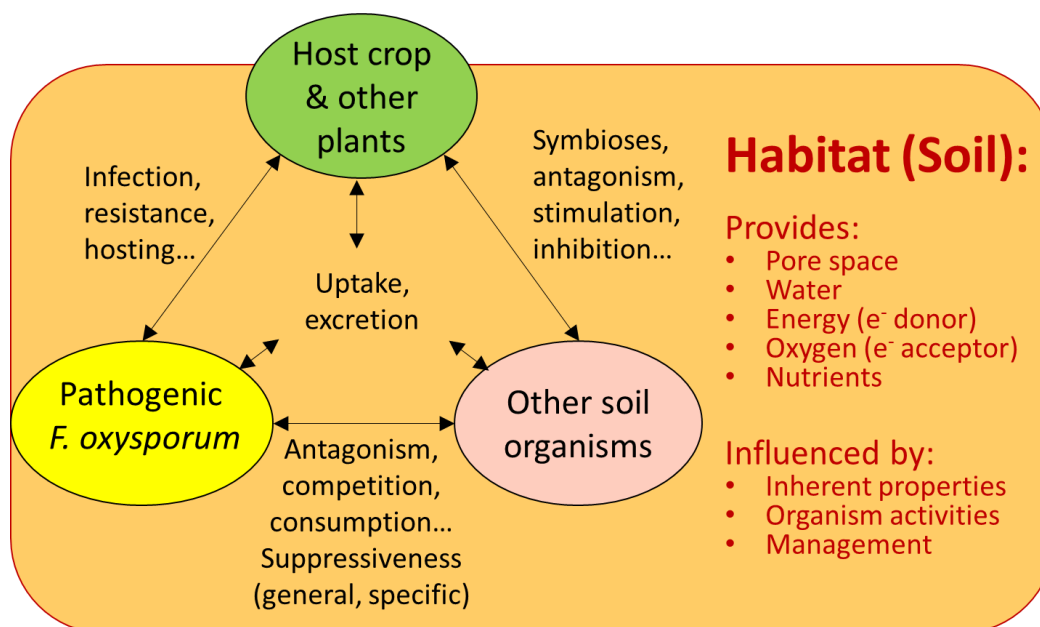 Host crop
& other
plants
Infection,
resistance,
hosting…
Symbioses,
antagonism,
stimulation,
inhibition…
Uptake,
excretion
Pathogenic
F. oxysporum
Other soil
organisms
Antagonism,
competition,
consumption…
Suppressiveness
(general, specific)
Habitat (Soil):
Provides:
• Pore space
• Water
• Energy (e⁻ donor)
• Oxygen (e⁻ acceptor)
• Nutrients
Influenced by:
• Inherent properties
• Organism activities
• Management